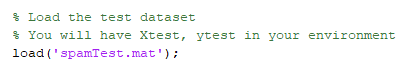 % Load the test dataset
% You will have Xtest, ytest in your environment
load('spamTest.mat');